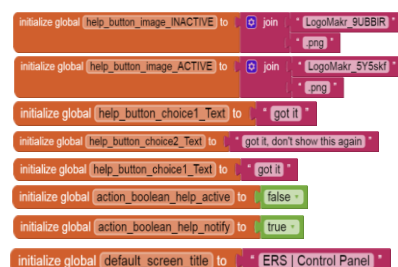 initialize global help_button_image_INACTIVE to join " LogoMakr_9UBBIR "
" .png "
initialize global help_button_image_ACTIVE to join " LogoMakr_5Y5skf "
" .png "
initialize global help_button_choice1_Text to " got it "
initialize global help_button_choice2_Text to " got it, don't show this again "
initialize global help_button_choice1_Text to " got it "
initialize global action_boolean_help_active to false
initialize global action_boolean_help_notify to true
initialize global default_screen_title to " ERS | Control Panel "